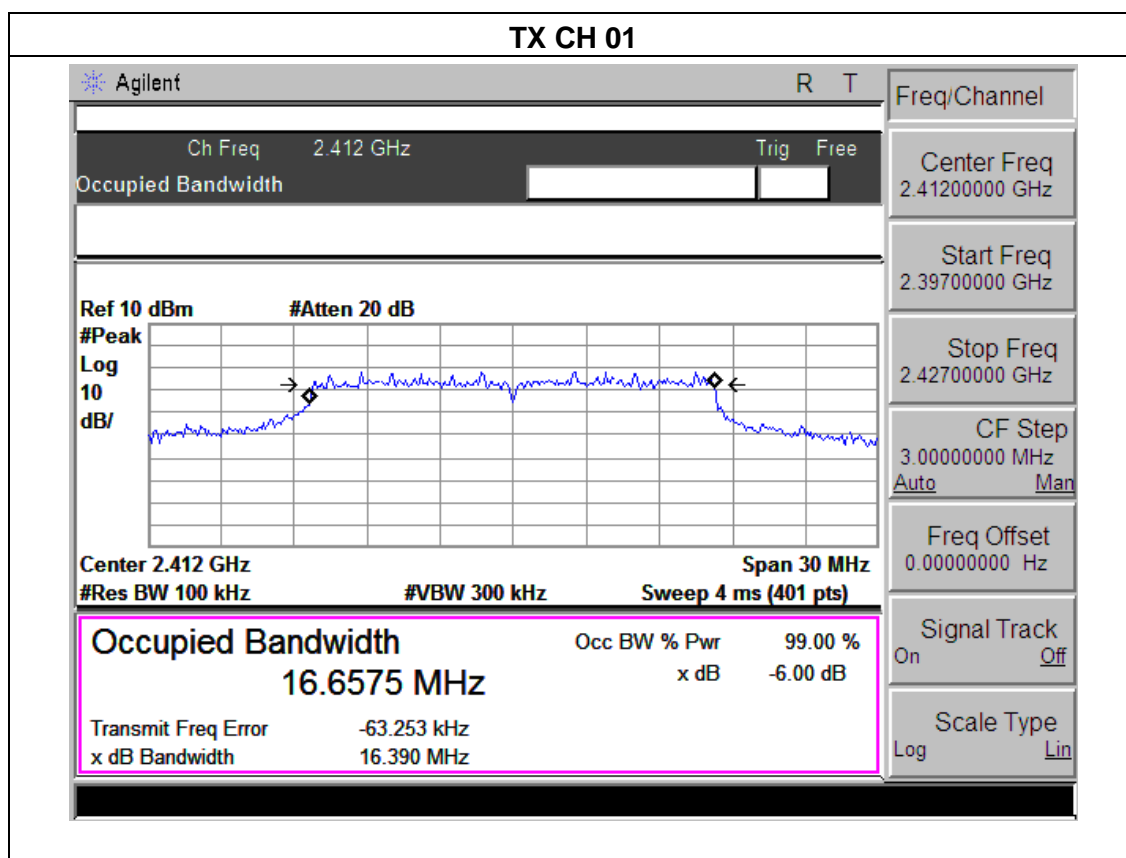 TX CH 01
Agilent R T
Freq/Channel
Ch Freq 2.412 GHz Trig Free
Occupied Bandwidth
Center Freq
2.41200000 GHz
Start Freq
2.39700000 GHz
Stop Freq
2.42700000 GHz
CF Step
3.00000000 MHz
Auto Man
Freq Offset
0.00000000 Hz
Signal Track
On Off
Scale Type
Log Lin
Ref 10 dBm #Atten 20 dB
#Peak
Log
10
dB/
Center 2.412 GHz Span 30 MHz
#Res BW 100 kHz #VBW 300 kHz Sweep 4 ms (401 pts)
Occupied Bandwidth
16.6575 MHz
Occ BW % Pwr 99.00 %
x dB -6.00 dB
Transmit Freq Error -63.253 kHz
x dB Bandwidth 16.390 MHz